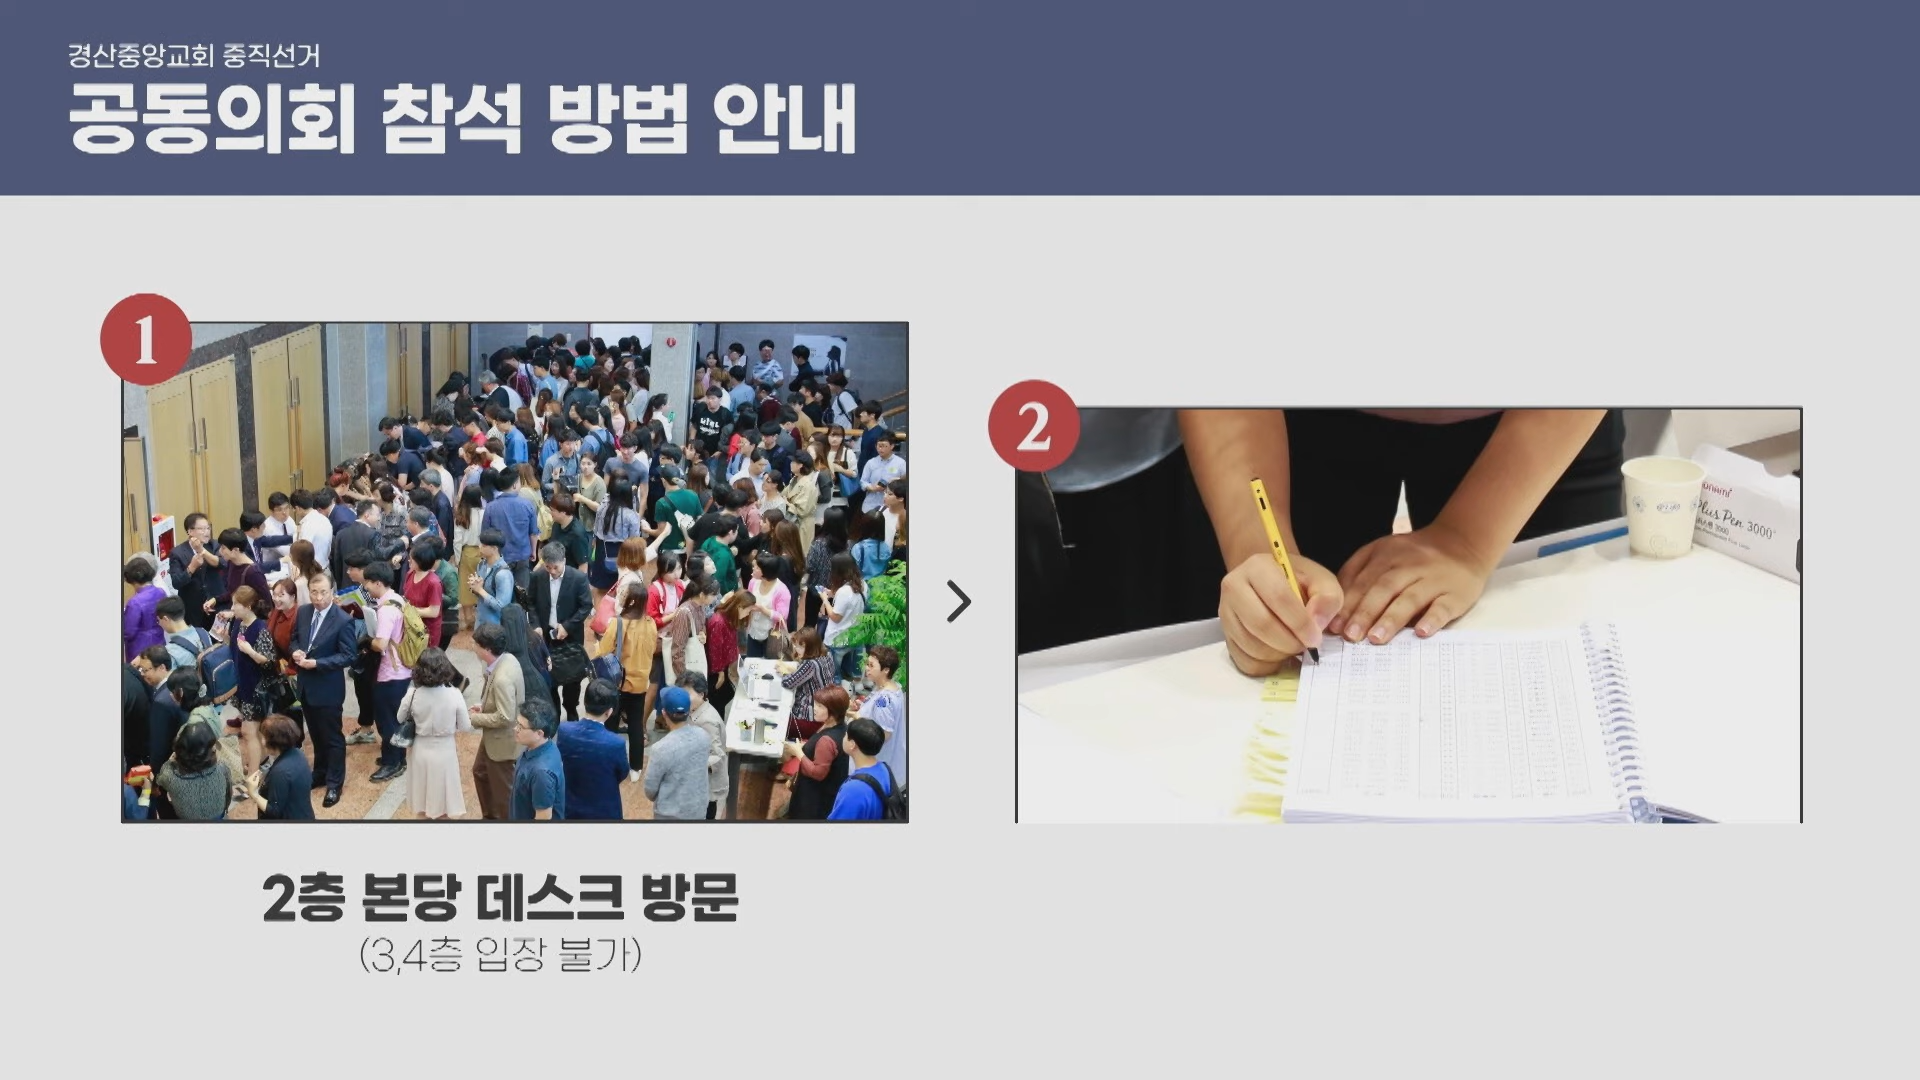 경산중앙교회 중직선거
공동의회 참석 방법 안내
1
2
Plus Pen 3000
2층 본당 데스크 방문
(3,4층 입장 불가)